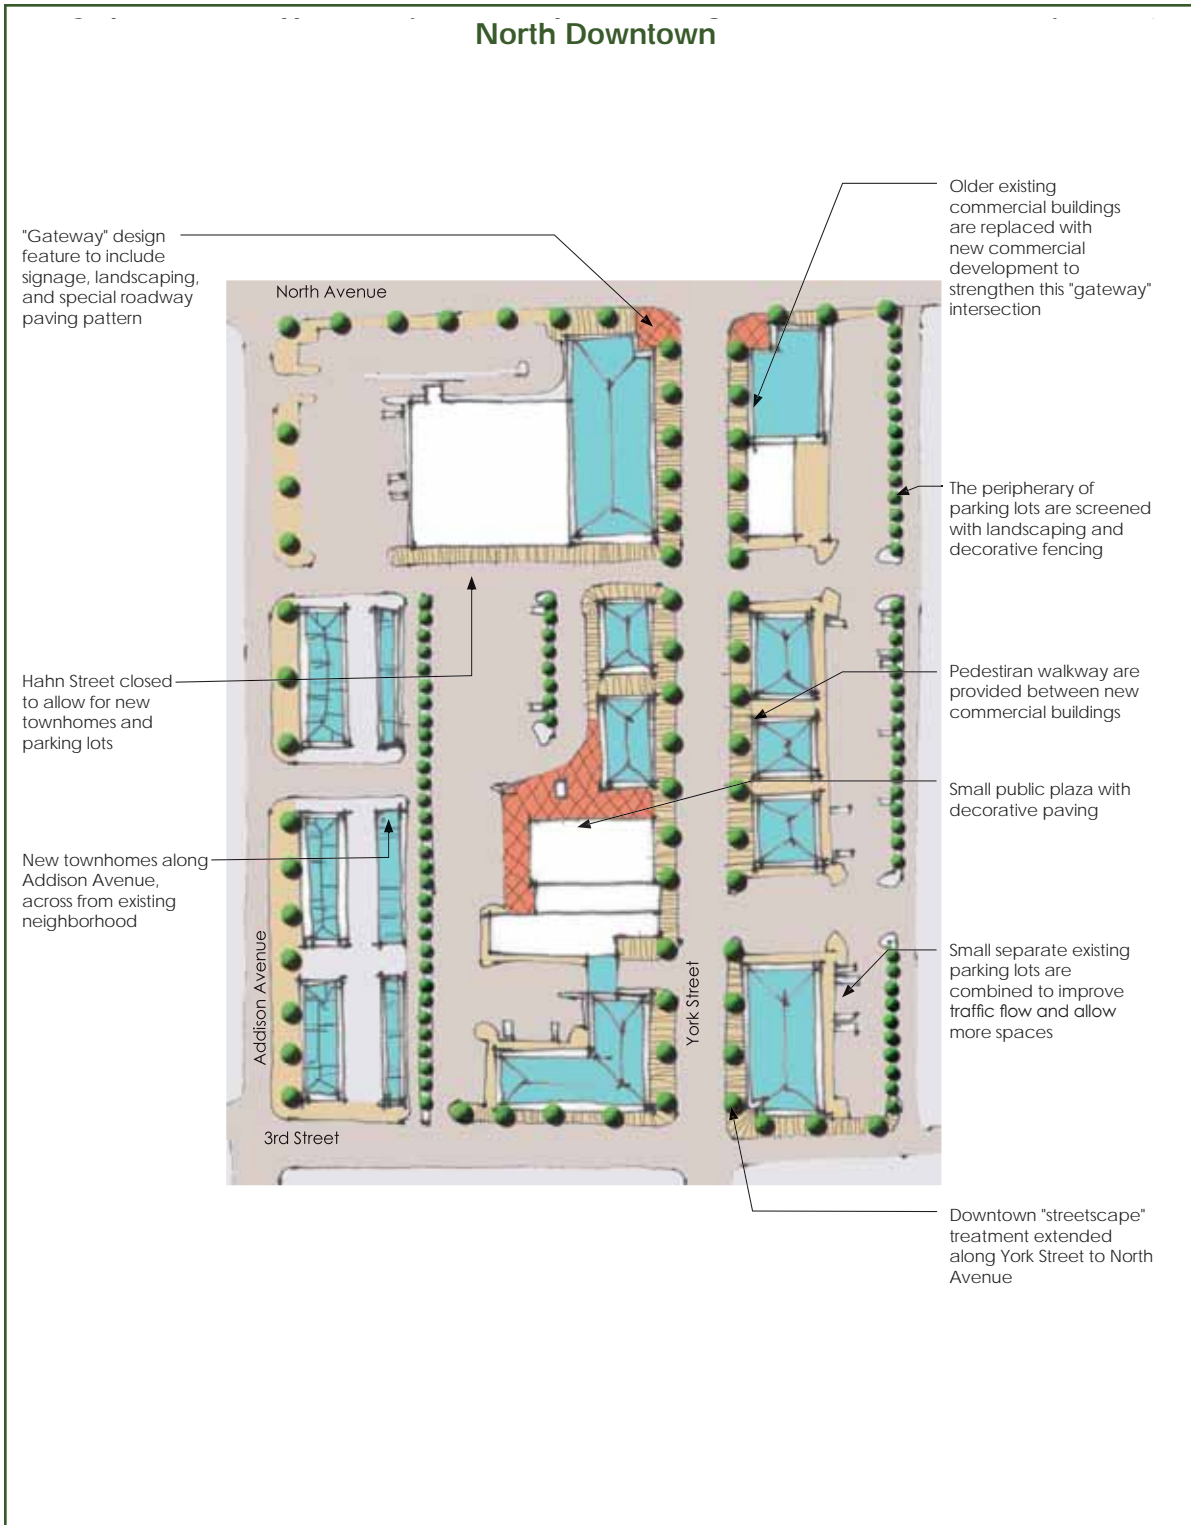 North Downtown
"Gateway" design
feature to include
signage, landscaping,
and special roadway
paving pattern
Older existing
commercial buildings
are replaced with
new commercial
development to
strengthen this "gateway"
intersection
North Avenue
The peripherary of
parking lots are screened
with landscaping and
decorative fencing
Hahn Street closed
to allow for new
townhomes and
parking lots
Pedestiran walkway are
provided between new
commercial buildings
Small public plaza with
decorative paving
New townhomes along
Addison Avenue,
across from existing
neighborhood
Small separate existing
parking lots are
combined to improve
traffic flow and allow
more spaces
Addison Avenue
York Street
3rd Street
Downtown "streetscape"
treatment extended
along York Street to North
Avenue